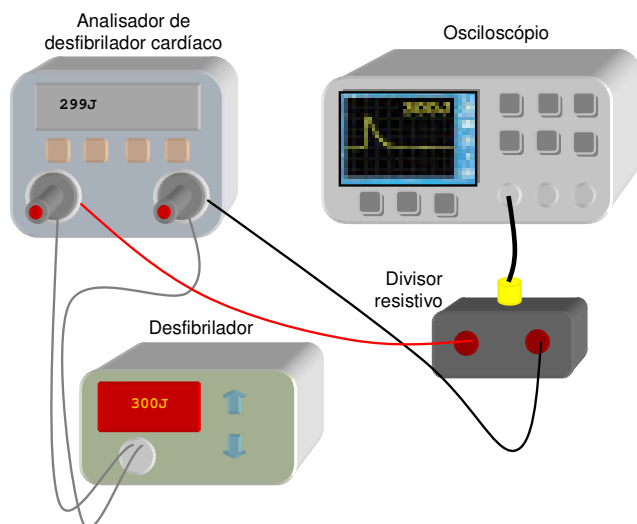 Analisador de
desfibrilador cardíaco
Osciloscópio
299J
300J
Divisor
resistivo
Desfibrilador
300J